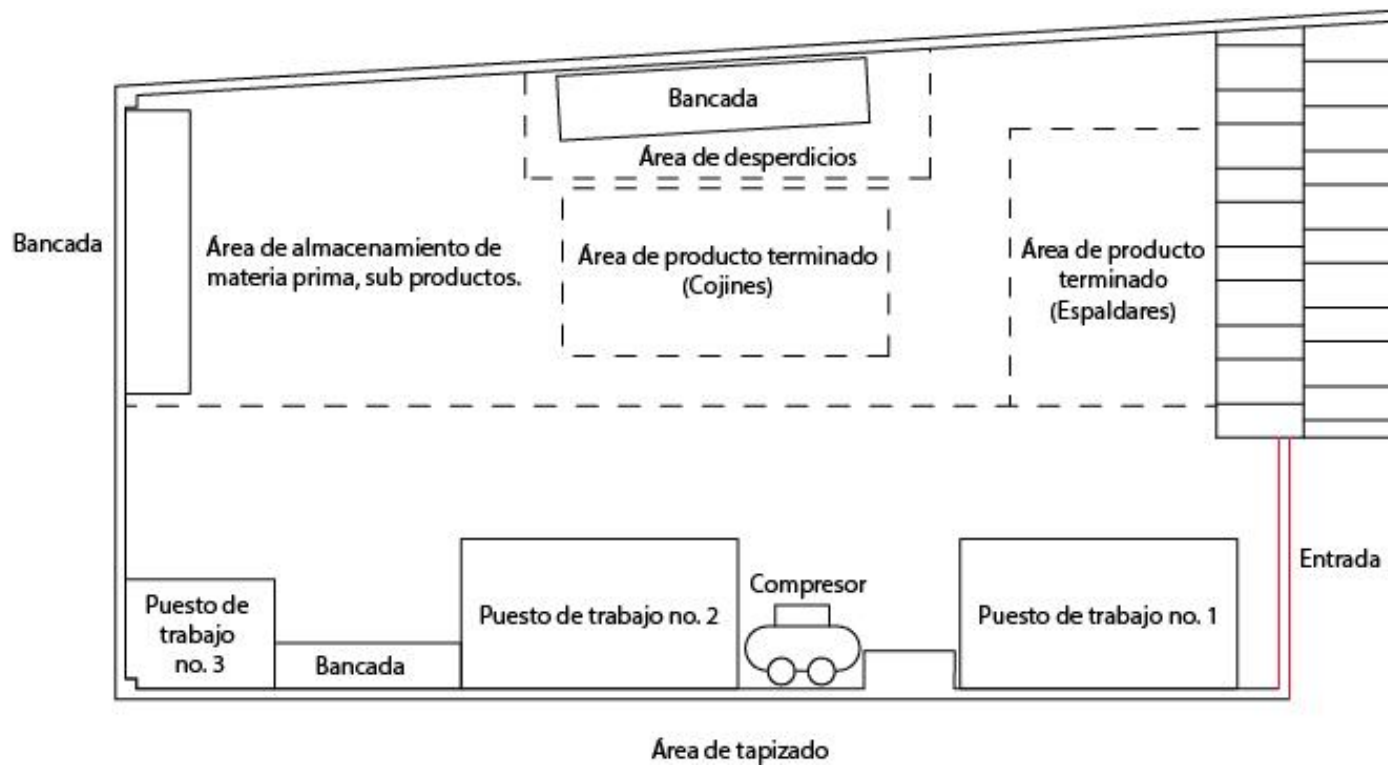 Bancada
Área de desperdicios
Bancada
Área de almacenamiento de
materia prima, sub productos.
Área de producto terminado
(Cojines)
Área de producto
terminado
(Espaldares)
Entrada
Compresor
Puesto de
trabajo
no. 3
Bancada
Puesto de trabajo no. 2
Puesto de trabajo no. 1
Área de tapizado